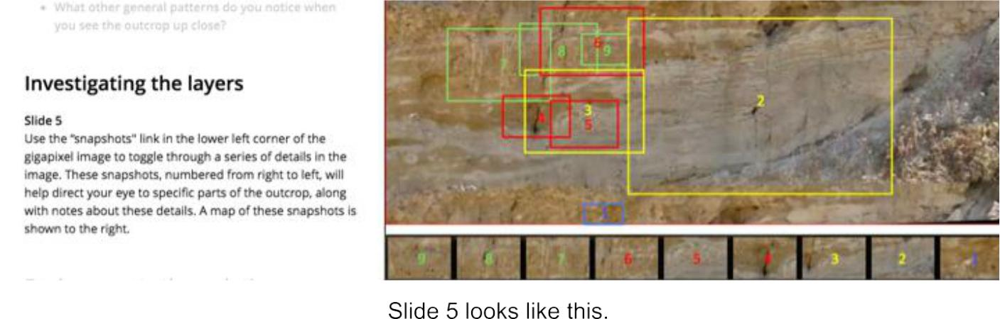 • What other general patterns do you notice when
you see the outcrop up close?
Investigating the layers
Slide 5
Use the "snapshots" link in the lower left corner of the
gigapixel image to toggle through a series of details in the
image. These snapshots, numbered from right to left, will
help direct your eye to specific parts of the outcrop, along
with notes about these details. A map of these snapshots is
shown to the right.
7 8 6 9
2
4 3
5
1
9 8 7 6 5 4 3 2 1
Slide 5 looks like this.